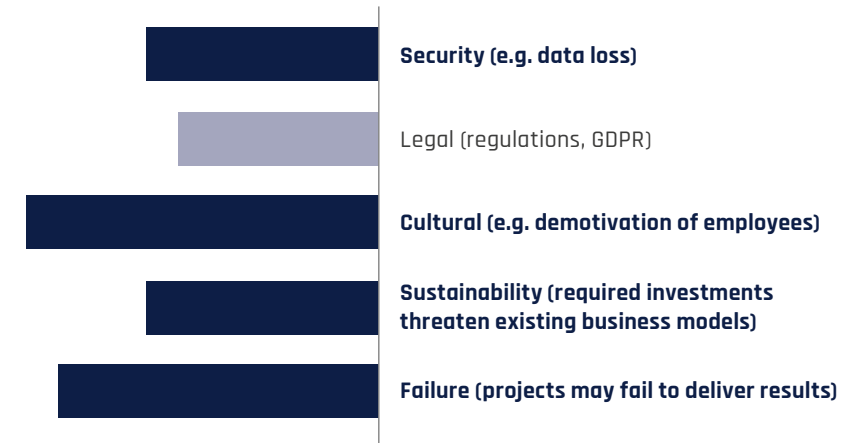 Security (e.g. data loss)
Legal (regulations, GDPR)
Cultural (e.g. demotivation of employees)
Sustainability (required investments
threaten existing business models)
Failure (projects may fail to deliver results)